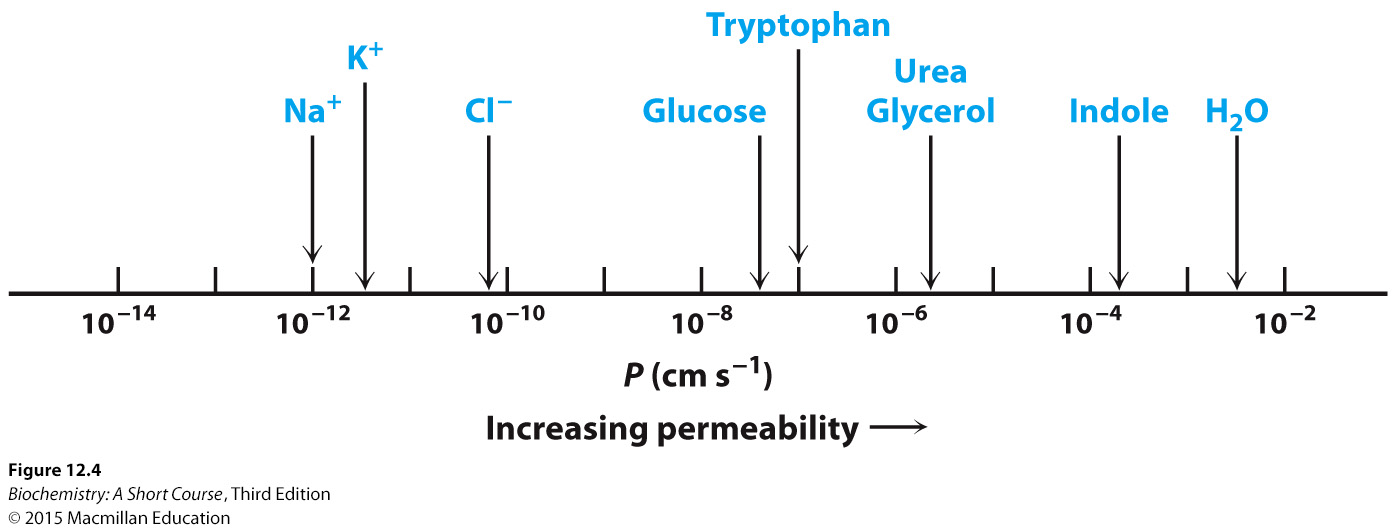 Tryptophan
K⁺
Urea
Na⁺ Cl⁻ Glucose Glycerol Indole H₂O
10⁻¹⁴ 10⁻¹² 10⁻¹⁰ 10⁻⁸ 10⁻⁶ 10⁻⁴ 10⁻²
P (cm s⁻¹)
Increasing permeability
Figure 12.4
Biochemistry: A Short Course, Third Edition
© 2015 Macmillan Education